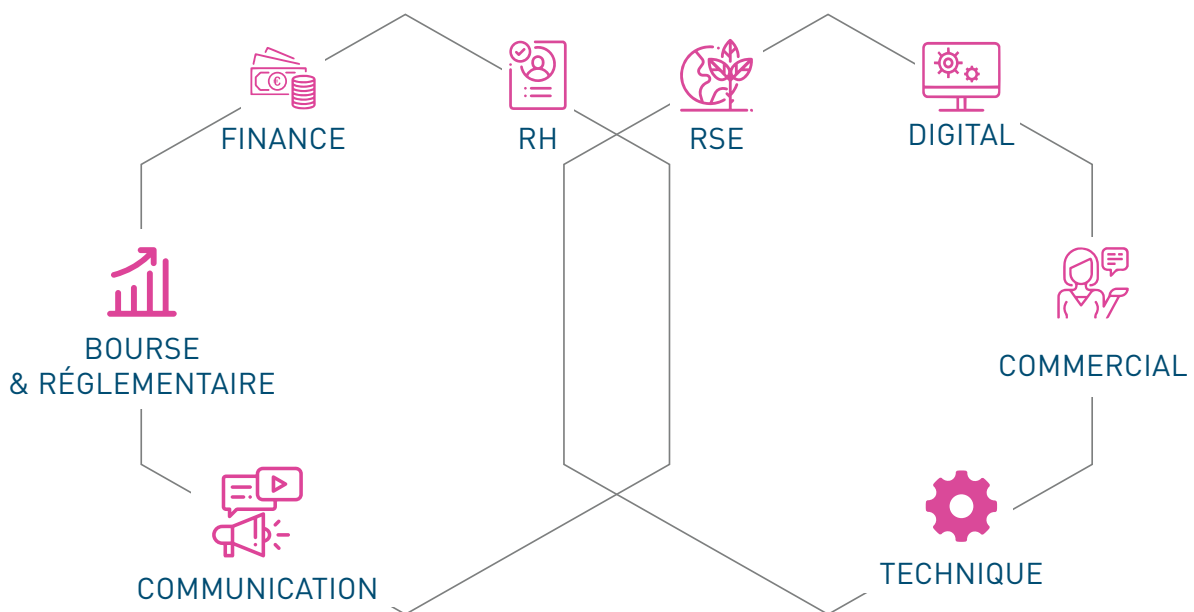 FINANCE
RH
RSE
DIGITAL
BOURSE
& RÉGLEMENTAIRE
COMMERCIAL
COMMUNICATION
TECHNIQUE